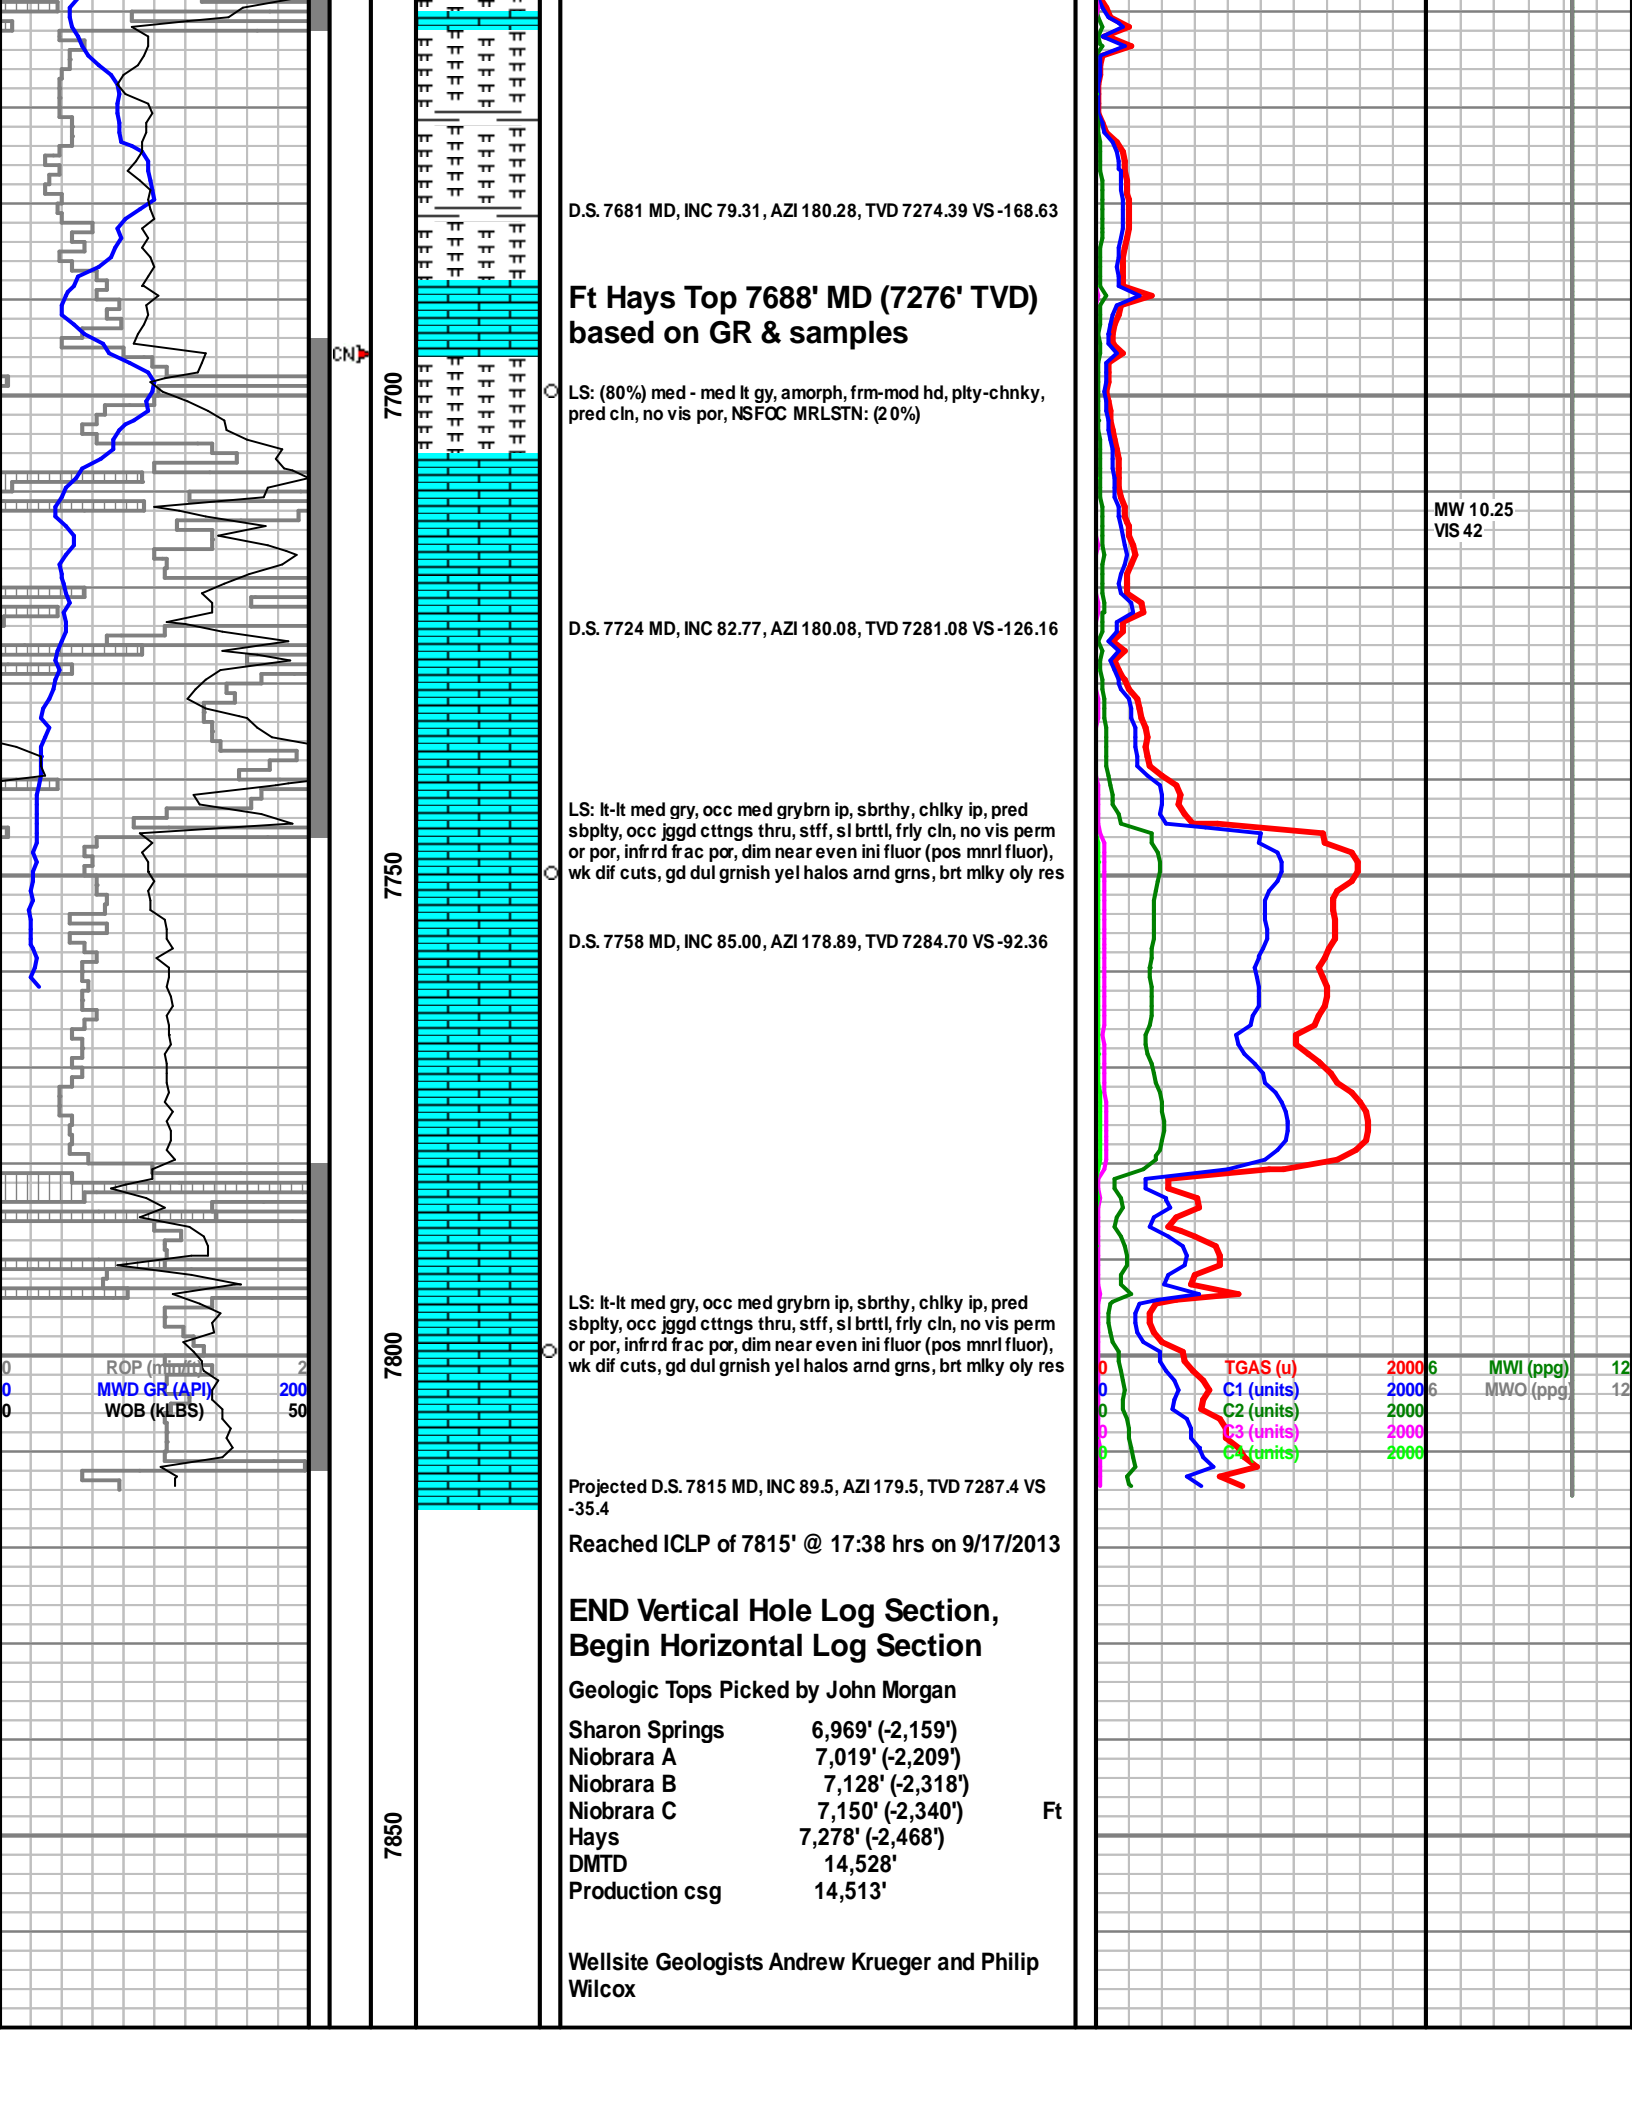 D.S. 7681 MD, INC 79.31, AZI 180.28, TVD 7274.39 VS -168.63
Ft Hays Top 7688' MD (7276' TVD)
based on GR & samples
CN]
7700
LS: (80%) med - med lt gy, amorph, frm-mod hd, plty-chnky,
pred cln, no vis por, NSFOC MRLSTN: (20%)
MW 10.25
VIS 42
D.S. 7724 MD, INC 82.77, AZI 180.08, TVD 7281.08 VS -126.16
LS: lt-lt med gry, occ med grybrn ip, sbrthy, chlky ip, pred
sbplty, occ jggd cttngs thru, stff, sl brttl, frly cln, no vis perm
or por, infrrd frac por, dim near even ini fluor (pos mnrl fluor),
wk dif cuts, gd dul grnish yel halos arnd grns, brt mlky oly res
7750
D.S. 7758 MD, INC 85.00, AZI 178.89, TVD 7284.70 VS -92.36
LS: lt-lt med gry, occ med grybrn ip, sbrthy, chlky ip, pred
sbplty, occ jggd cttngs thru, stff, sl brttl, frly cln, no vis perm
or por, infrrd frac por, dim near even ini fluor (pos mnrl fluor),
wk dif cuts, gd dul grnish yel halos arnd grns, brt mlky oly res
7800
0 ROP (min/ft) 2
0 MWD GR (API) 200
0 WOB (kLBS) 50
0 TGAS (u) 2000
0 C1 (units) 2000
C2 (units) 2000
0 C3 (units) 2000
0 C4 (units) 2000
6 MWI (ppg) 12
6 MWO (ppg) 12
Projected D.S. 7815 MD, INC 89.5, AZI 179.5, TVD 7287.4 VS
-35.4
Reached ICLP of 7815' @ 17:38 hrs on 9/17/2013
END Vertical Hole Log Section,
Begin Horizontal Log Section
Geologic Tops Picked by John Morgan
Sharon Springs 6,969' (-2,159')
Niobrara A 7,019' (-2,209')
Niobrara B 7,128' (-2,318')
Niobrara C 7,150' (-2,340') Ft
Hays 7,278' (-2,468')
DMTD 14,528'
Production csg 14,513'
7850
Wellsite Geologists Andrew Krueger and Philip
Wilcox